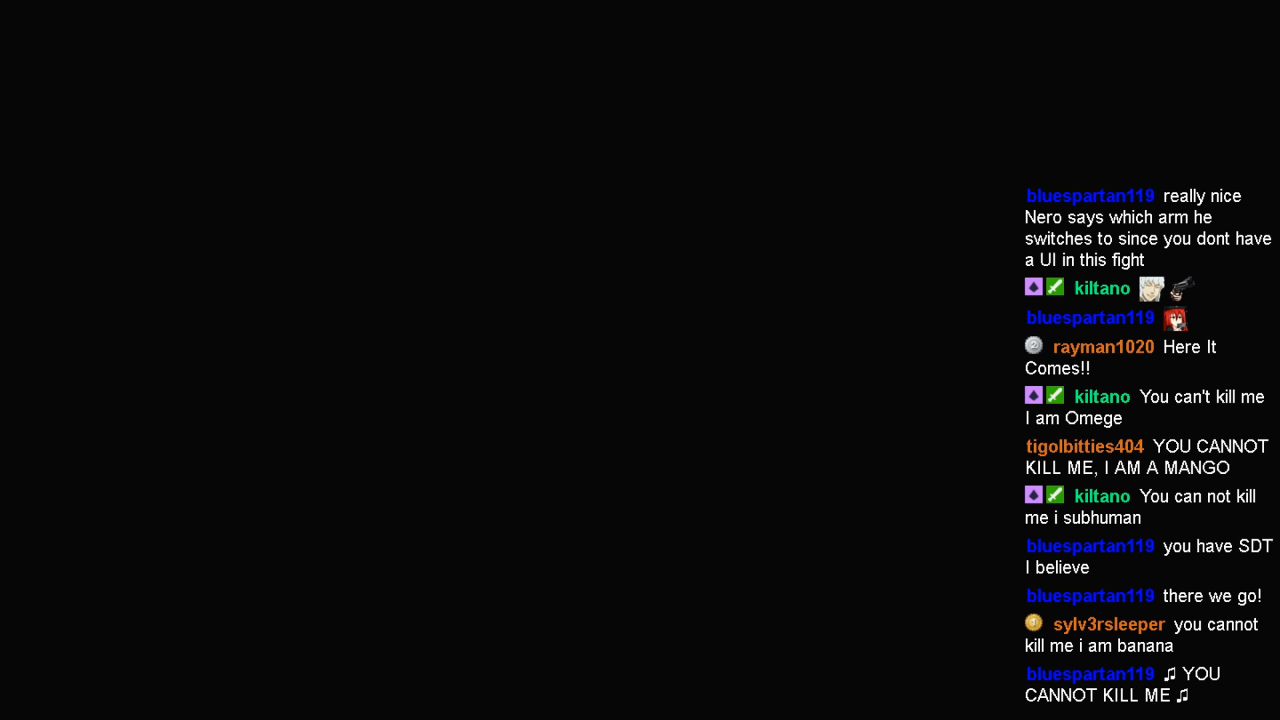 bluespartan119 really nice
Nero says which arm he
switches to since you dont have
a UI in this fight
kiltano
bluespartan119
rayman1020 Here It
Comes!!
kiltano You can't kill me
I am Omege
tigolbitties404 YOU CANNOT
KILL ME, I AM A MANGO
kiltano You can not kill
me i subhuman
bluespartan119 you have SDT
I believe
bluespartan119 there we go!
sylv3rsleeper you cannot
kill me i am banana
bluespartan119 ♫ YOU
CANNOT KILL ME ♫